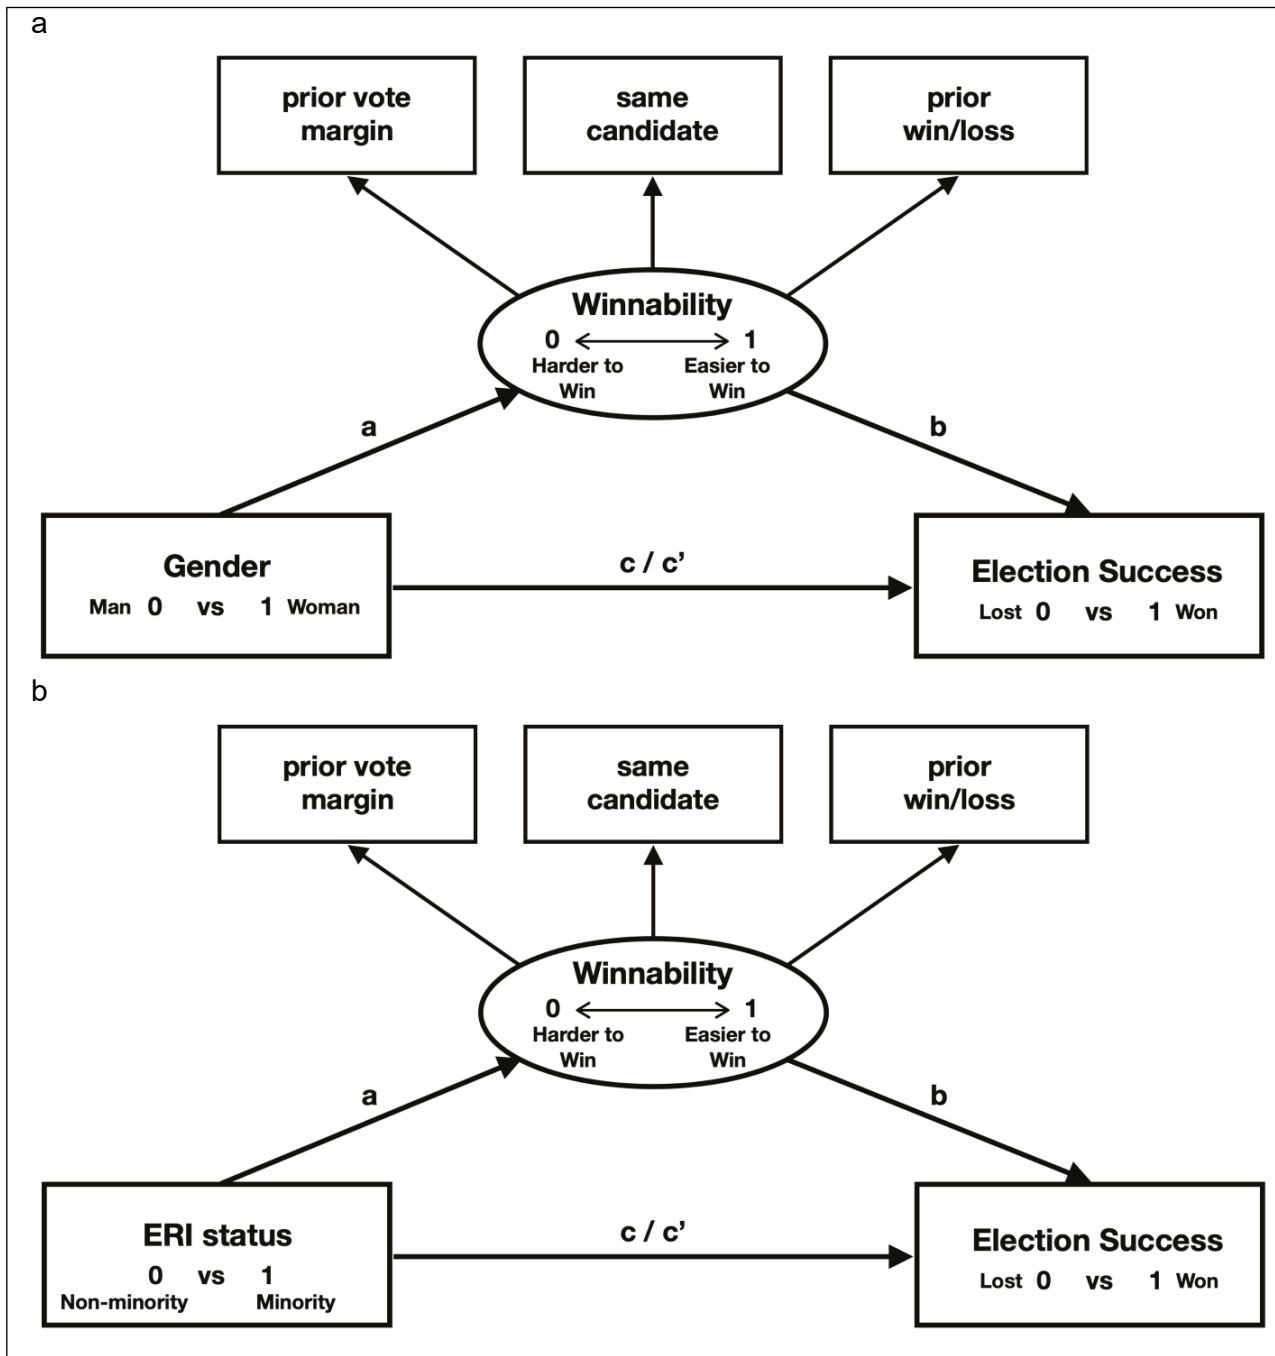 a
prior vote
margin
same
candidate
prior
win/loss
Winnability
0 1
Harder to
Win
Easier to
Win
a
b
Gender
Man 0 vs 1 Woman
c / c’
Election Success
Lost 0 vs 1 Won
b
prior vote
margin
same
candidate
prior
win/loss
Winnability
0 1
Harder to
Win
Easier to
Win
a
b
ERI status
0 vs 1
Non-minority Minority
c / c’
Election Success
Lost 0 vs 1 Won